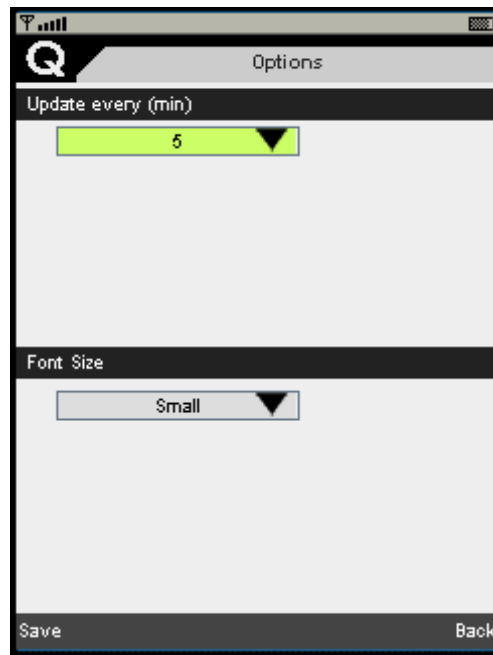 Q
Options
Update every (min)
5
Font Size
Small
Save
Back